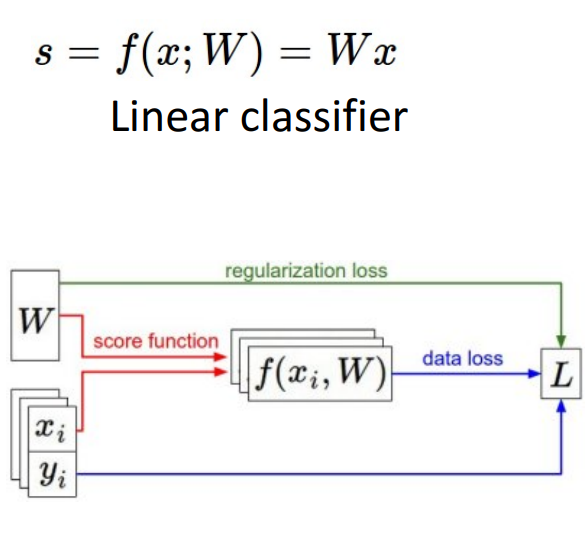 s = f(x; W) = Wx
Linear classifier
regularization loss
W
score function
f(x_i, W)
data loss
L
x_i
y_i